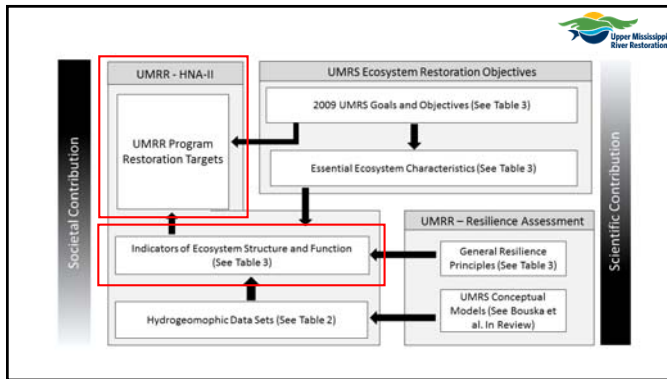 Upper Mississippi
River Restoration
UMRR - HNA-II
UMRS Ecosystem Restoration Objectives
2009 UMRS Goals and Objectives (See Table 3)
UMRR Program
Restoration Targets
Essential Ecosystem Characteristics (See Table 3)
Societal Contribution
Scientific Contribution
UMRR – Resilience Assessment
Indicators of Ecosystem Structure and Function
(See Table 3)
General Resilience
Principles (See Table 3)
Hydrogeomophic Data Sets (See Table 2)
UMRS Conceptual
Models (See Bouska
et al. In Review)